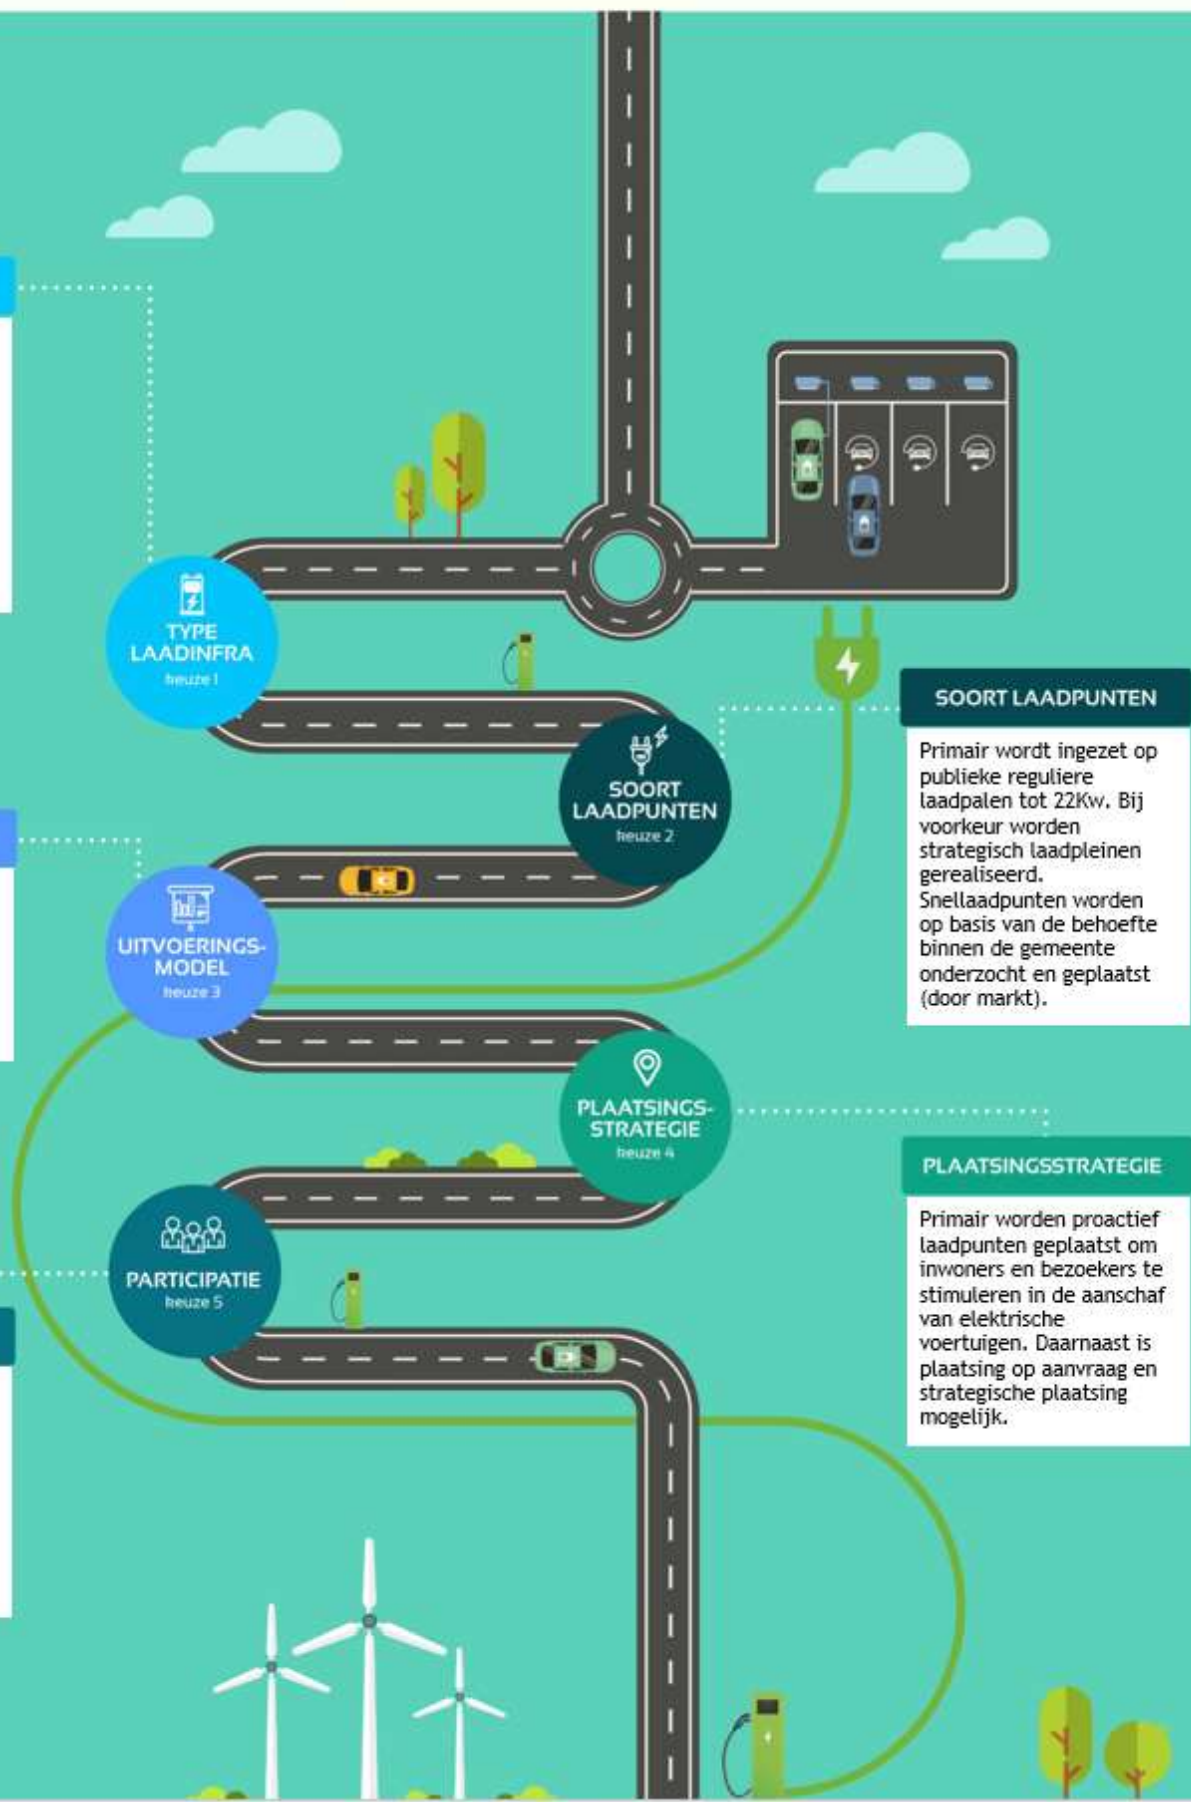 TYPE
LAADINFRA
keuze 1
SOORT
LAADPUNTEN
keuze 2
SOORT LAADPUNTEN
Primair wordt ingezet op
publieke reguliere
laadpalen tot 22Kw. Bij
voorkeur worden
strategisch laadpleinen
gerealiseerd.
Snellaadpunten worden
op basis van de behoefte
binnen de gemeente
onderzocht en geplaatst
(door markt).
UITVOERINGS-
MODEL
keuze 3
PLAATSINGS-
STRATEGIE
keuze 4
PLAATSINGSSTRATEGIE
Primair worden proactief
laadpunten geplaatst om
inwoners en bezoekers te
stimuleren in de aanschaf
van elektrische
voertuigen. Daarnaast is
plaatsing op aanvraag en
strategische plaatsing
mogelijk.
PARTICIPATIE
keuze 5